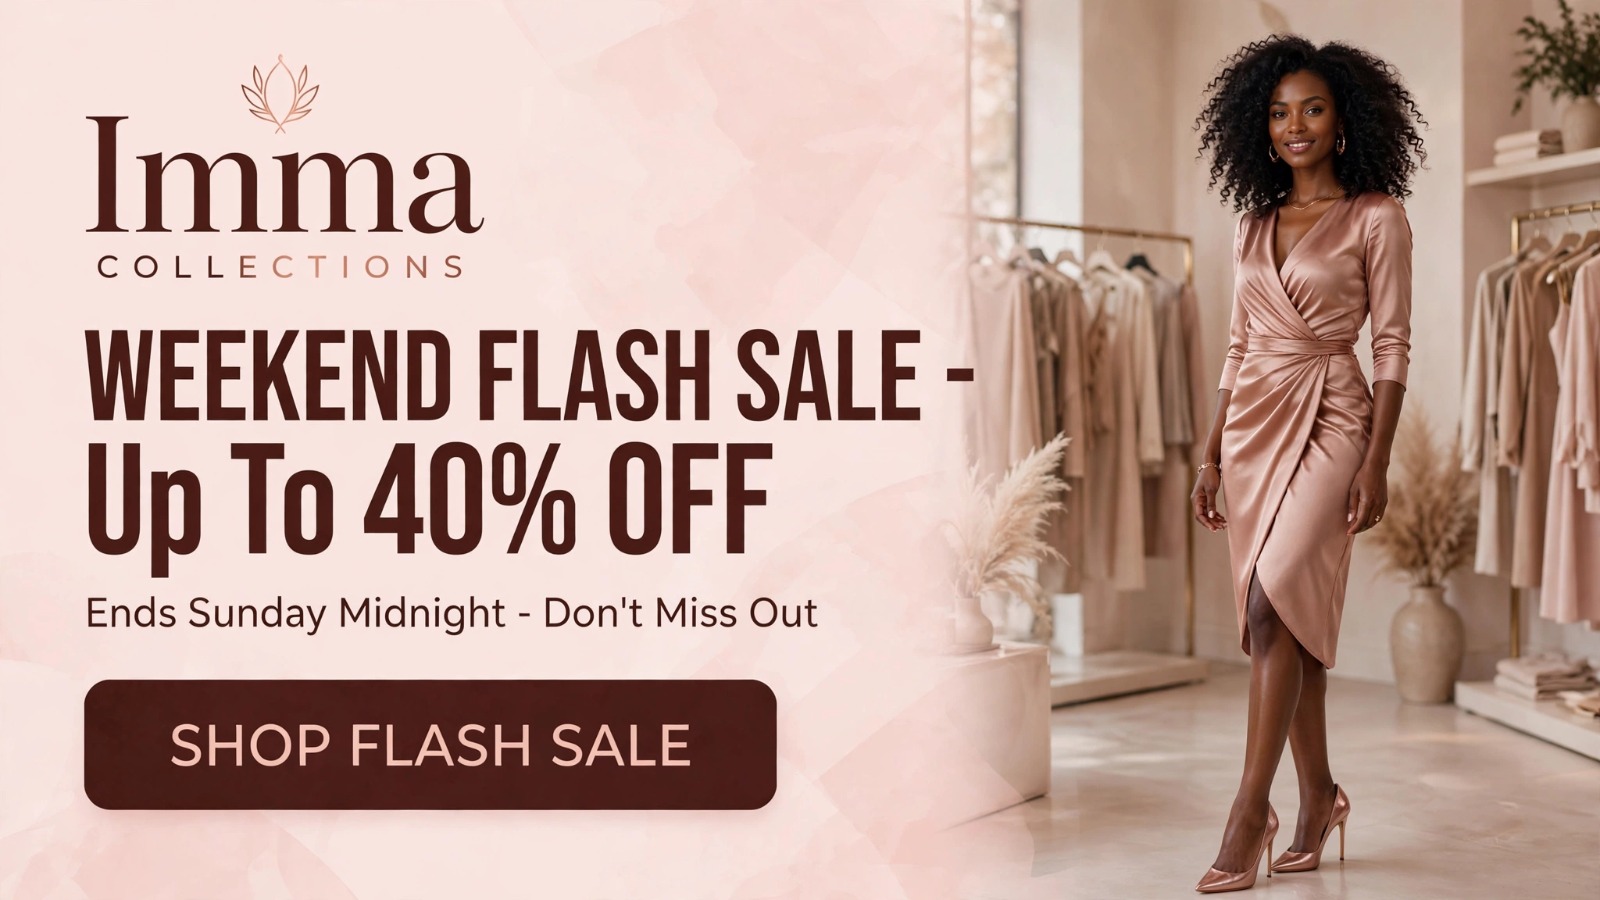 Imma
COLLECTIONS
WEEKEND FLASH SALE -
Up To 40% OFF
Ends Sunday Midnight - Don't Miss Out
SHOP FLASH SALE